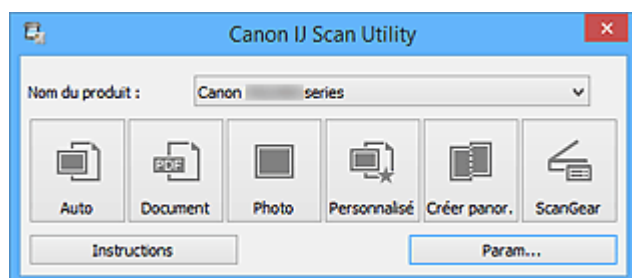 Canon IJ Scan Utility
Nom du produit : Canon series
PDF
Auto Document Photo Personnalisé Créer panor. ScanGear
Instructions Param...